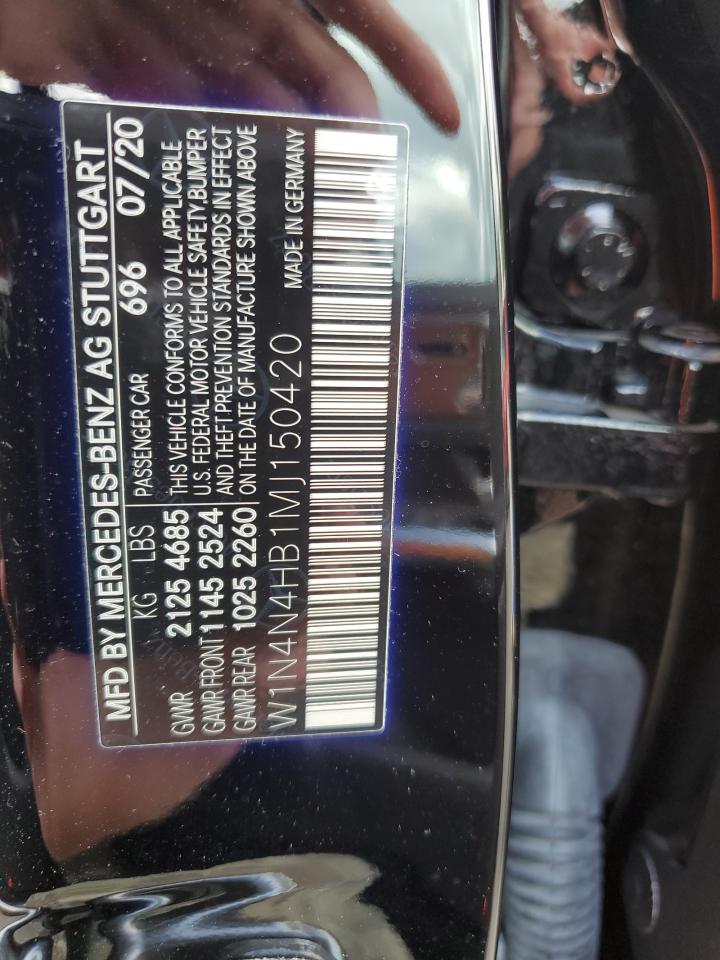 MFD BY MERCEDES-BENZ AG STUTTGART
KG LBS PASSENGER CAR 696 07/20
GVWR 2125 4685 THIS VEHICLE CONFORMS TO ALL APPLICABLE
GAWR FRONT 1145 2524 U.S. FEDERAL MOTOR VEHICLE SAFETY, BUMPER
AND THEFT PREVENTION STANDARDS IN EFFECT
GAWR REAR 1025 2260 ON THE DATE OF MANUFACTURE SHOWN ABOVE
W1N4N4HB1MJ150420 MADE IN GERMANY